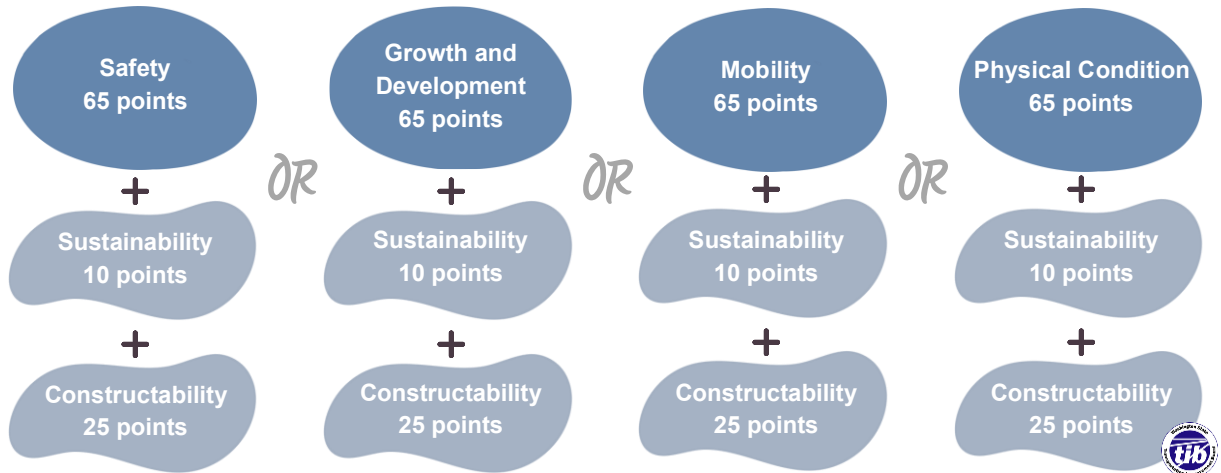 Safety
65 points
+
Sustainability
10 points
+
Constructability
25 points
OR
Growth and
Development
65 points
+
Sustainability
10 points
+
Constructability
25 points
OR
Mobility
65 points
+
Sustainability
10 points
+
Constructability
25 points
OR
Physical Condition
65 points
+
Sustainability
10 points
+
Constructability
25 points
Washington State
tib